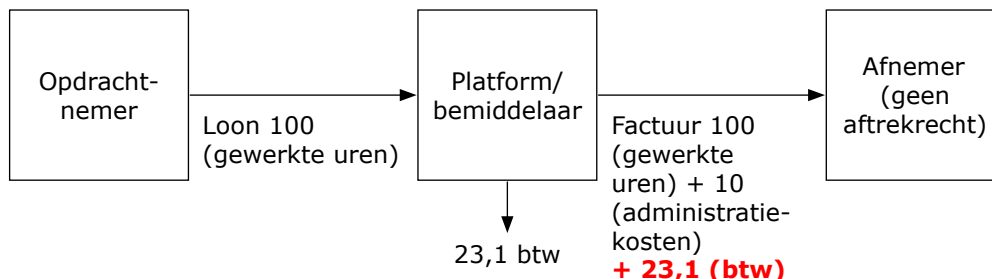 Opdracht-
nemer
Loon 100
(gewerkte uren)
Platform/
bemiddelaar
23,1 btw
Factuur 100
(gewerkte
uren) + 10
(administratie-
kosten)
+ 23,1 (btw)
Afnemer
(geen
aftrekrecht)